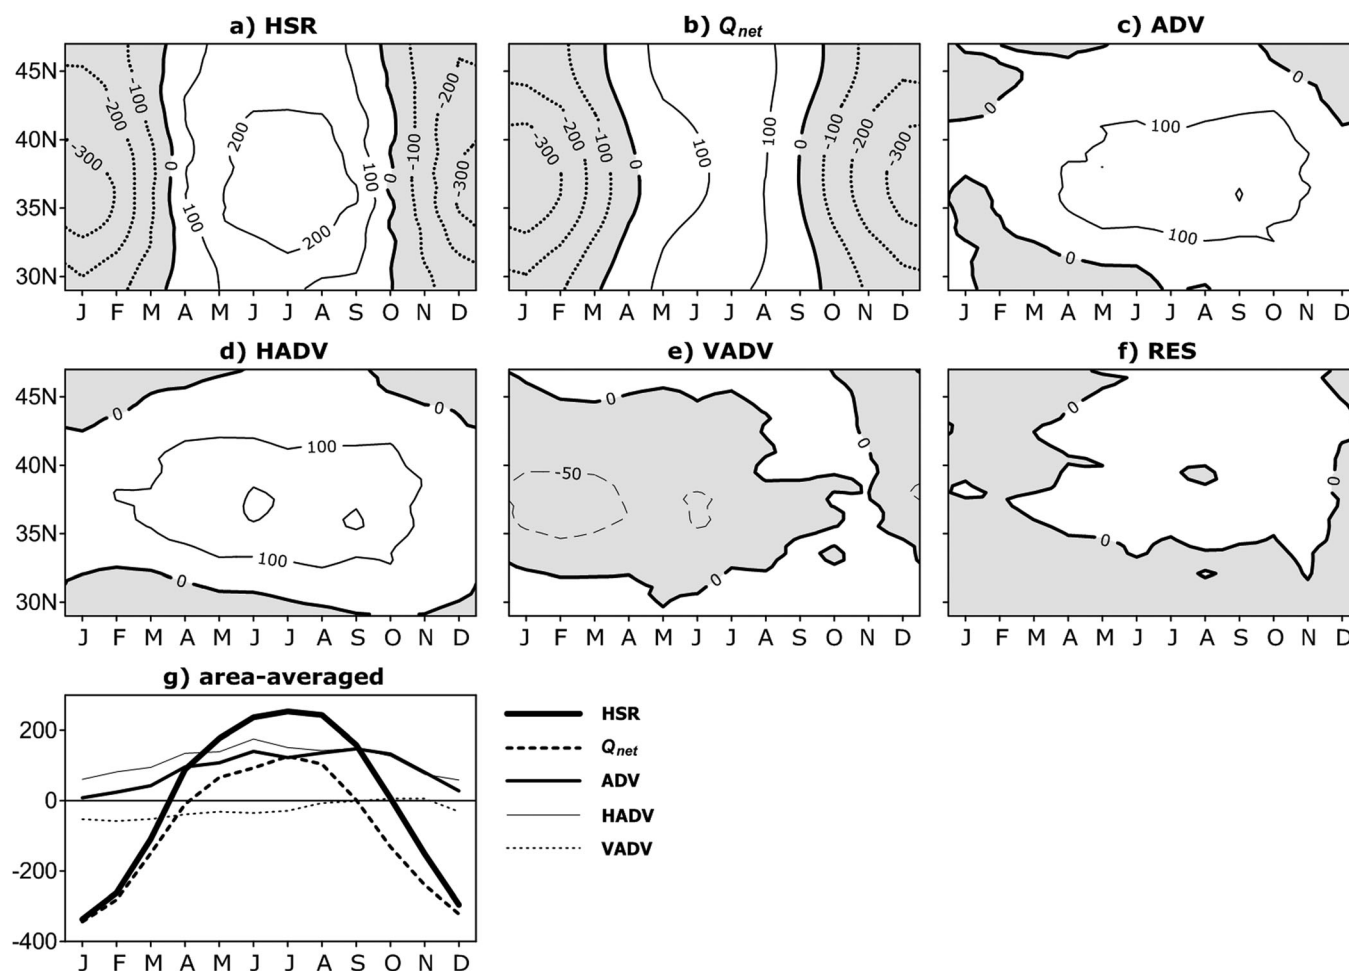 a) HSR
b) Qnet
c) ADV
45N
40N
35N
30N
-300
-200
-100
0
100
200
200
100
0
-100
-200
-300
-300
-200
-100
0
100
100
0
-100
-200
-300
0
0
100
100
0
J F M A M J J A S O N D
J F M A M J J A S O N D
J F M A M J J A S O N D
d) HADV
e) VADV
f) RES
45N
40N
35N
30N
0
0
100
100
0
0
0
-50
0
0
0
0
J F M A M J J A S O N D
J F M A M J J A S O N D
J F M A M J J A S O N D
g) area-averaged
200
0
-200
-400
J F M A M J J A S O N D
HSR
Qnet
ADV
HADV
VADV